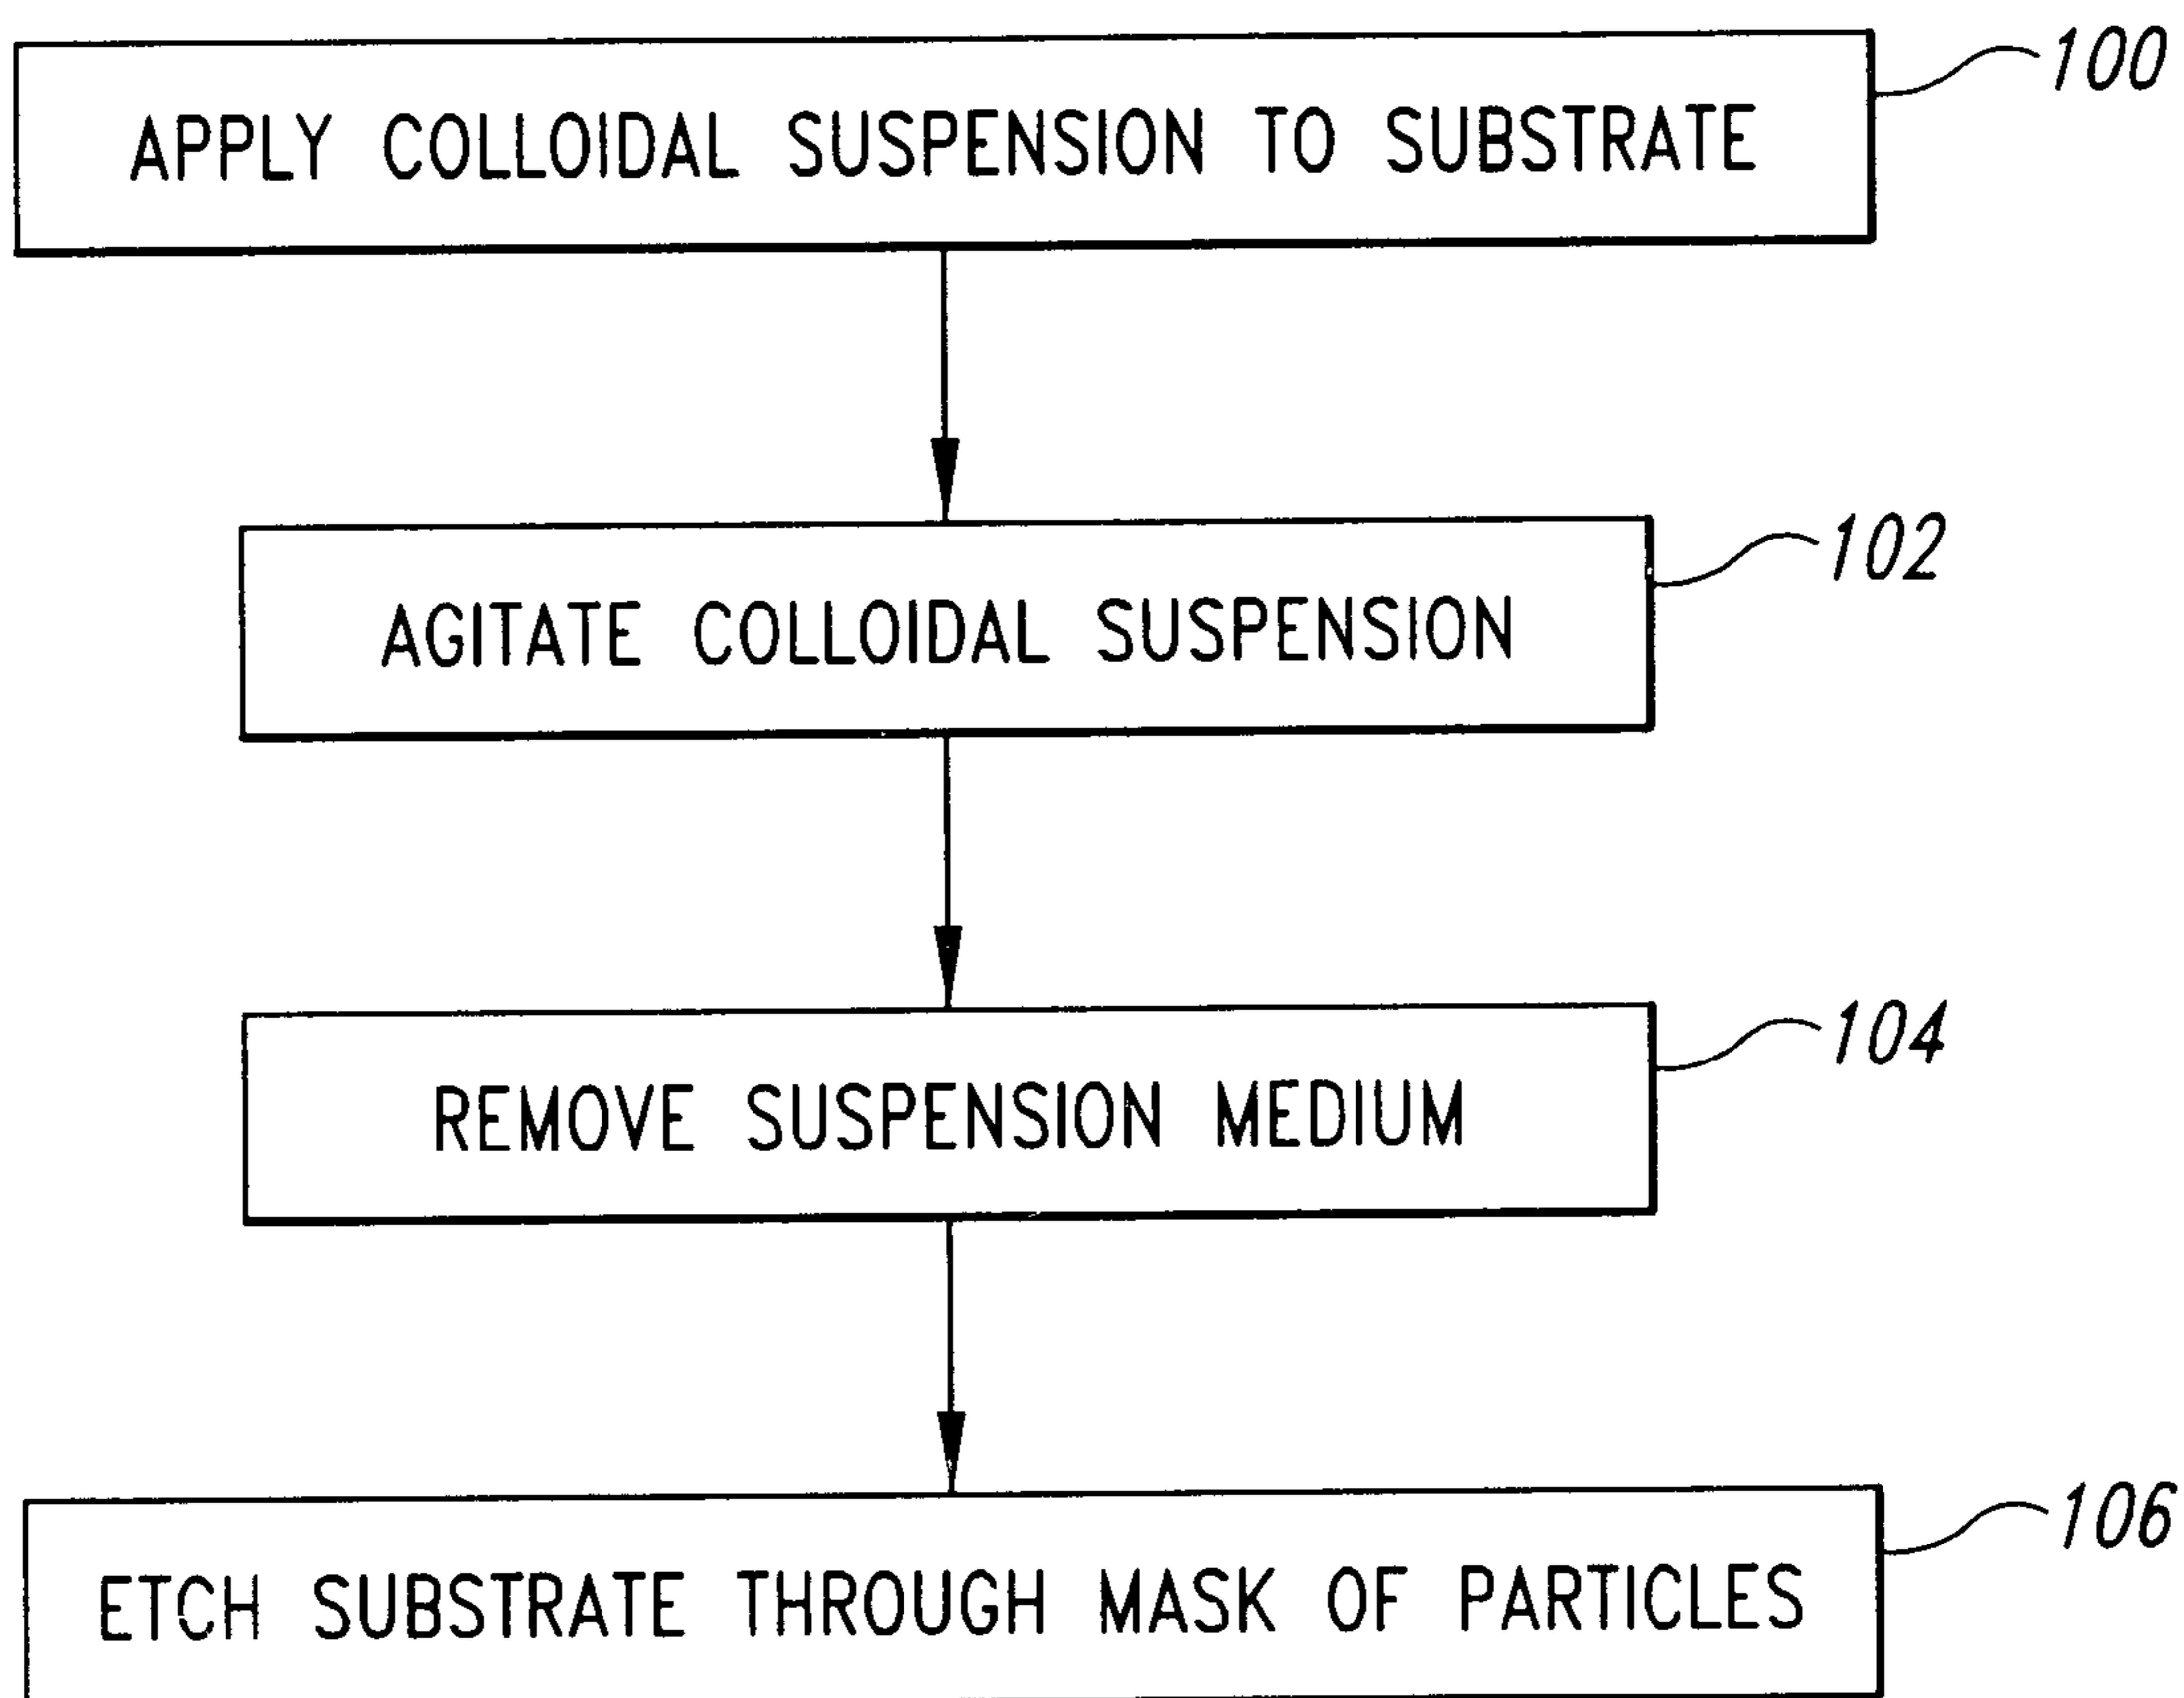 APPLY COLLOIDAL SUSPENSION TO SUBSTRATE
100
AGITATE COLLOIDAL SUSPENSION
102
REMOVE SUSPENSION MEDIUM
104
ETCH SUBSTRATE THROUGH MASK OF PARTICLES
106